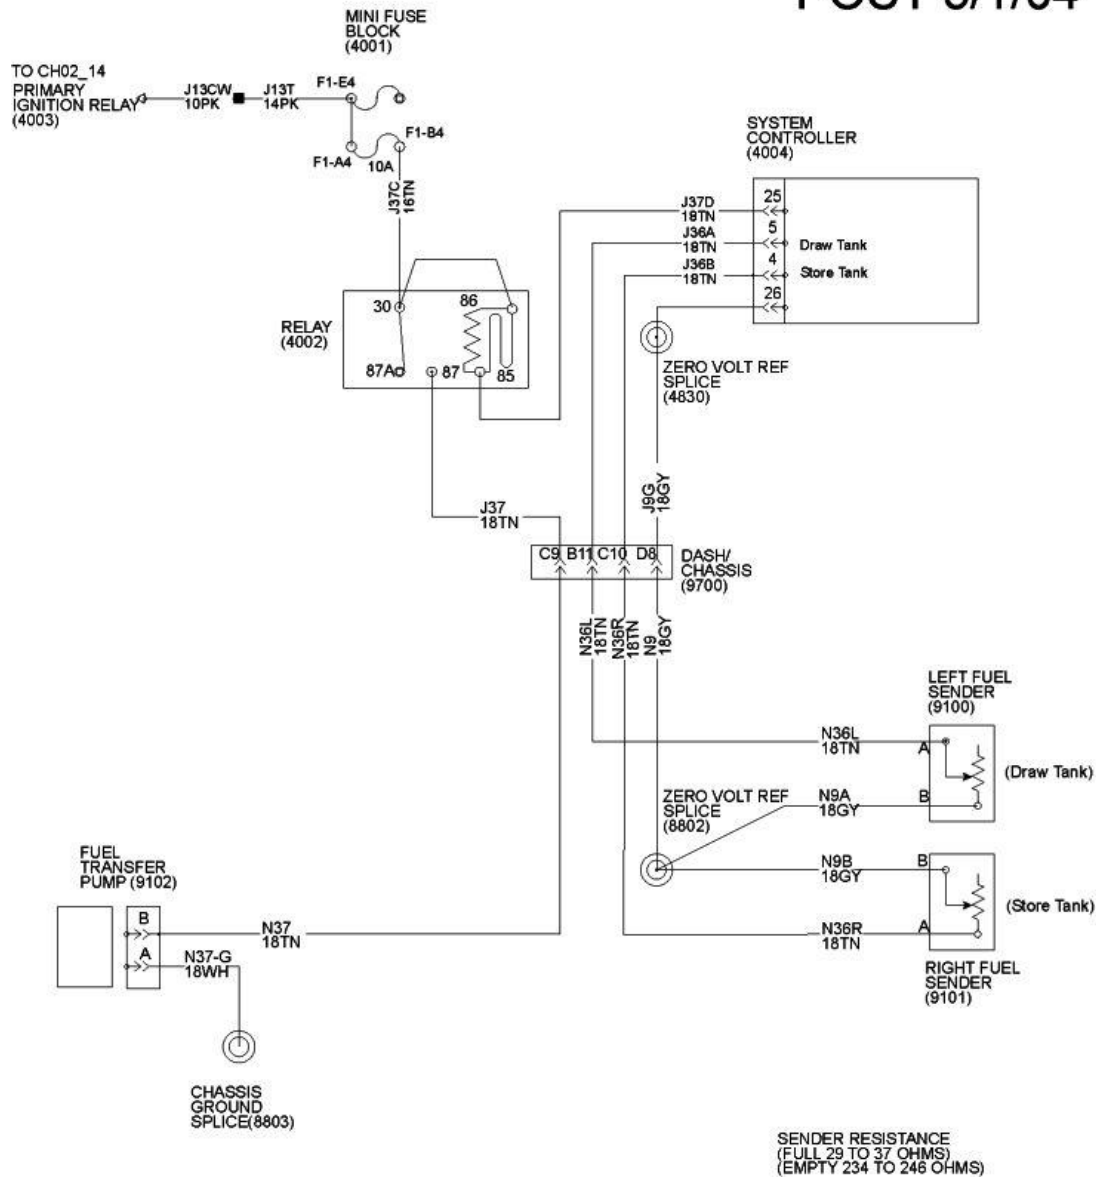 MINI FUSE
BLOCK
(4001)
TO CH02_14
PRIMARY
IGNITION RELAY
(4003)
J13CW
10PK
J13T
14PK
F1-E4
F1-B4
F1-A4
10A
J37C
16TN
SYSTEM
CONTROLLER
(4004)
J37D
18TN
25
J36A
18TN
5
Draw Tank
J36B
18TN
4
Store Tank
26
30
86
RELAY
(4002)
87A
87
85
ZERO VOLT REF
SPLICE
(4830)
J9G
18GY
J37
18TN
C9 B11 C10 D8
DASH/
CHASSIS
(9700)
N36L
18TN
N36R
18TN
N9
18GY
LEFT FUEL
SENDER
(9100)
N36L
18TN
A
(Draw Tank)
ZERO VOLT REF
SPLICE
(8802)
N9A
18GY
B
FUEL
TRANSFER
PUMP (9102)
N9B
18GY
B
(Store Tank)
B
N37
18TN
N36R
18TN
A
A
N37-G
18WH
RIGHT FUEL
SENDER
(9101)
CHASSIS
GROUND
SPLICE(8803)
SENDER RESISTANCE
(FULL 29 TO 37 OHMS)
(EMPTY 234 TO 246 OHMS)